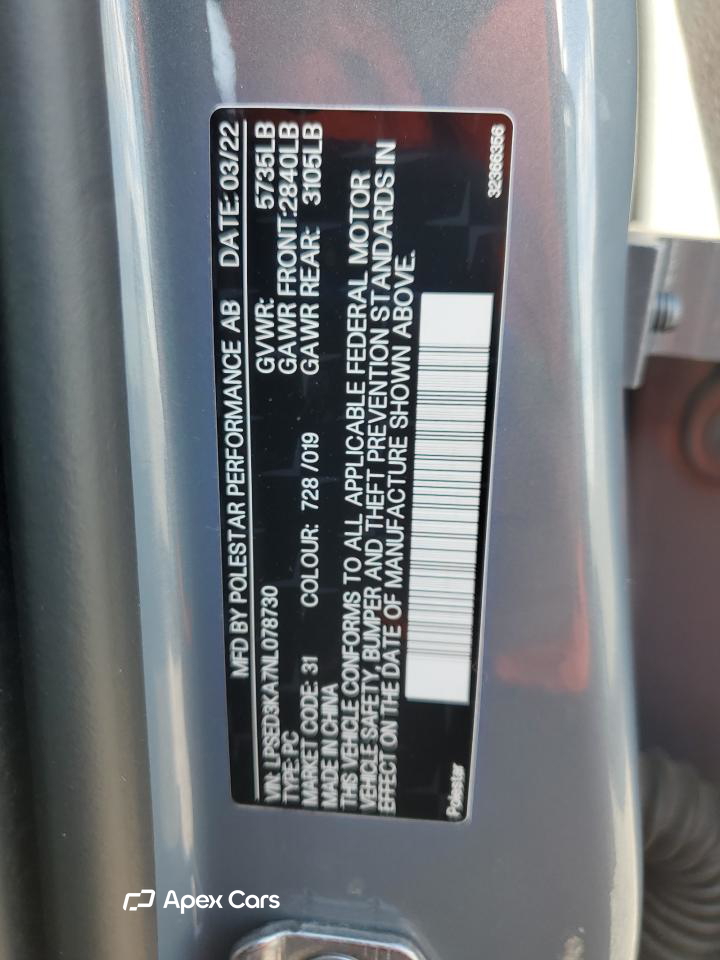 MFD BY POLESTAR PERFORMANCE AB DATE: 03/22
VIN: LPSED3KA7NL078730 GVWR: 5735LB
TYPE: PC GAWR FRONT:2840LB
MARKET CODE: 31 COLOUR: 728 /019 GAWR REAR: 3105LB
MADE IN CHINA
THIS VEHICLE CONFORMS TO ALL APPLICABLE FEDERAL MOTOR
VEHICLE SAFETY, BUMPER AND THEFT PREVENTION STANDARDS IN
EFFECT ON THE DATE OF MANUFACTURE SHOWN ABOVE.
Polestar 32386356
Apex Cars